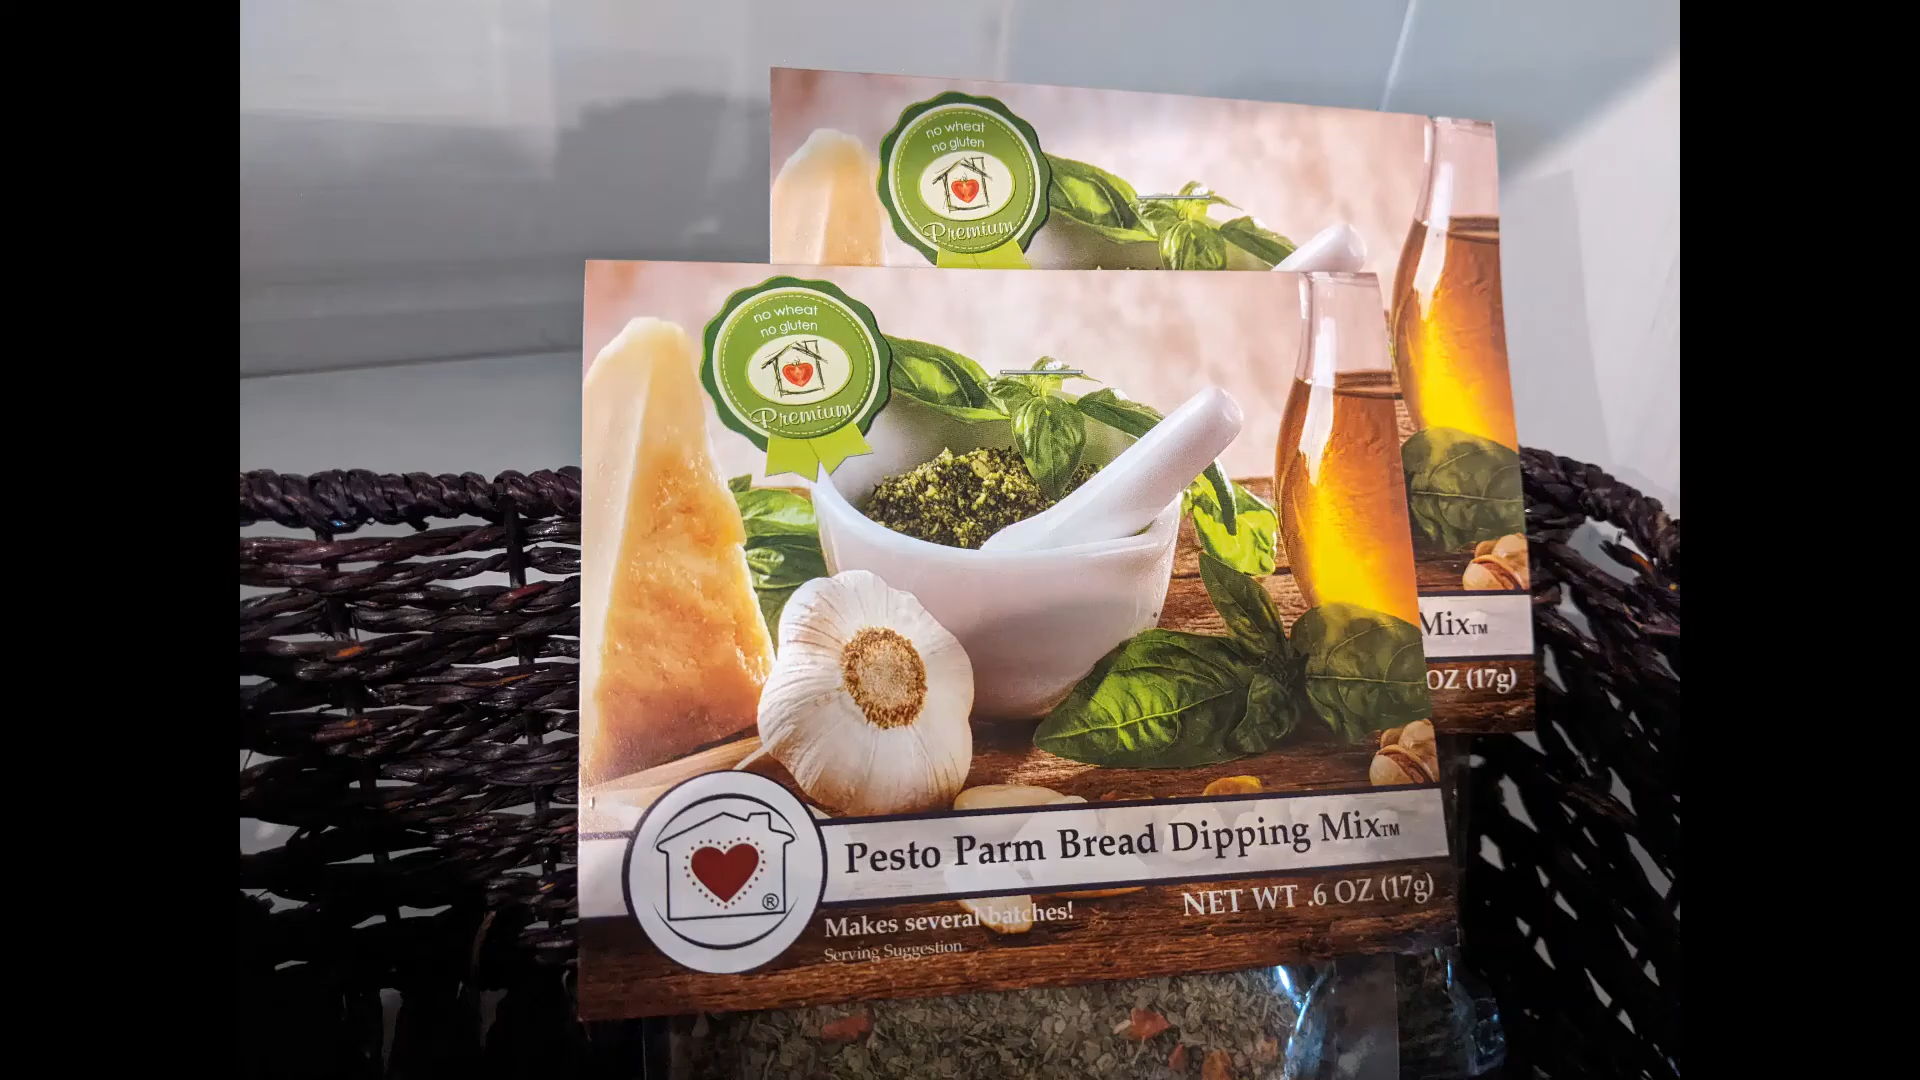 no wheat
no gluten
Premium
Mix™
OZ (17g)
no wheat
no gluten
Premium
Pesto Parm Bread Dipping Mix™
NET WT .6 OZ (17g)
®
Makes several batches!
Serving Suggestion